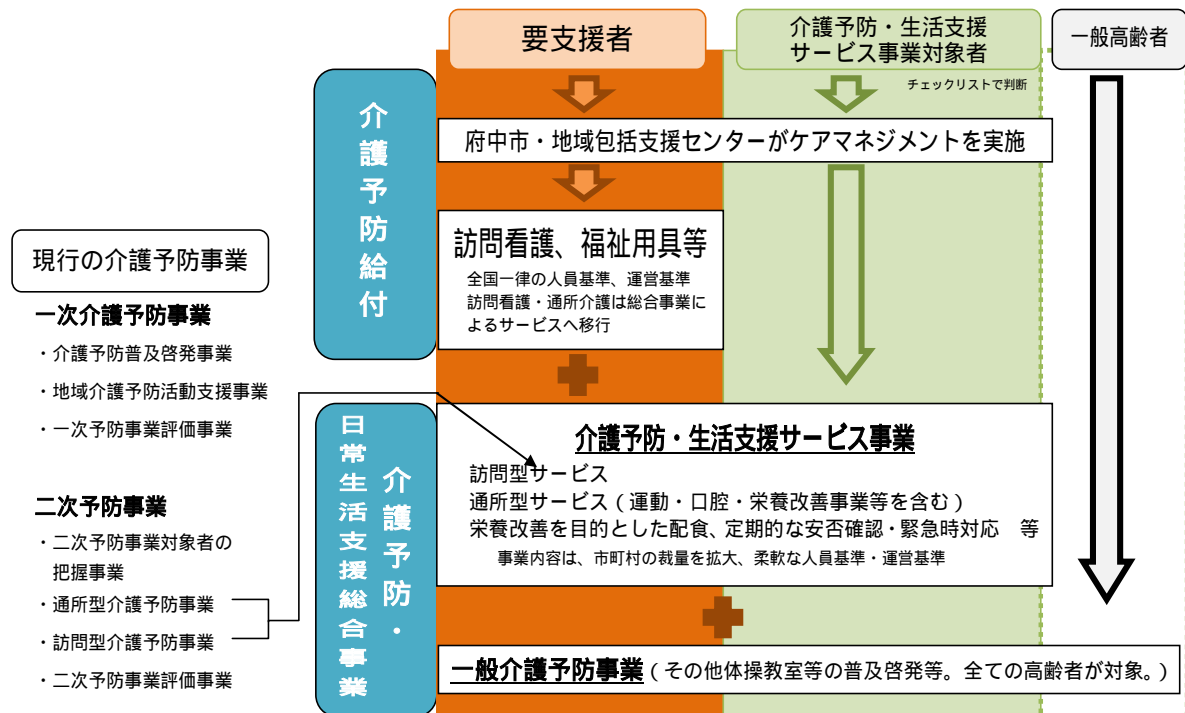 要支援者
介護予防・生活支援
サービス事業対象者
一般高齢者
チェックリストで判断
介護予防給付
府中市・地域包括支援センターがケアマネジメントを実施
訪問看護、福祉用具等
全国一律の人員基準、運営基準
訪問看護・通所介護は総合事業に
よるサービスへ移行
現行の介護予防事業
一次介護予防事業
・介護予防普及啓発事業
・地域介護予防活動支援事業
・一次予防事業評価事業
二次予防事業
・二次予防事業対象者の
把握事業
・通所型介護予防事業
・訪問型介護予防事業
・二次予防事業評価事業
介護予防・
日常生活支援総合事業
介護予防・生活支援サービス事業
訪問型サービス
通所型サービス（運動・口腔・栄養改善事業等を含む）
栄養改善を目的とした配食、定期的な安否確認・緊急時対応　等
事業内容は、市町村の裁量を拡大、柔軟な人員基準・運営基準
一般介護予防事業（その他体操教室等の普及啓発等。全ての高齢者が対象。）